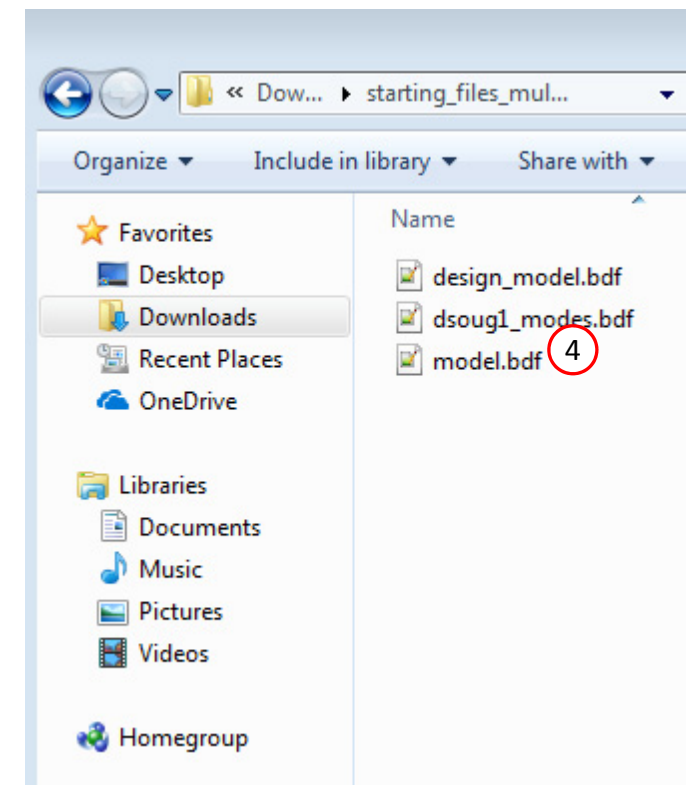 « Dow... starting_files_mul...
Organize Include in library Share with
Favorites
Desktop
Downloads
Recent Places
OneDrive
Libraries
Documents
Music
Pictures
Videos
Homegroup
Name
design_model.bdf
dsoug1_modes.bdf
model.bdf 4